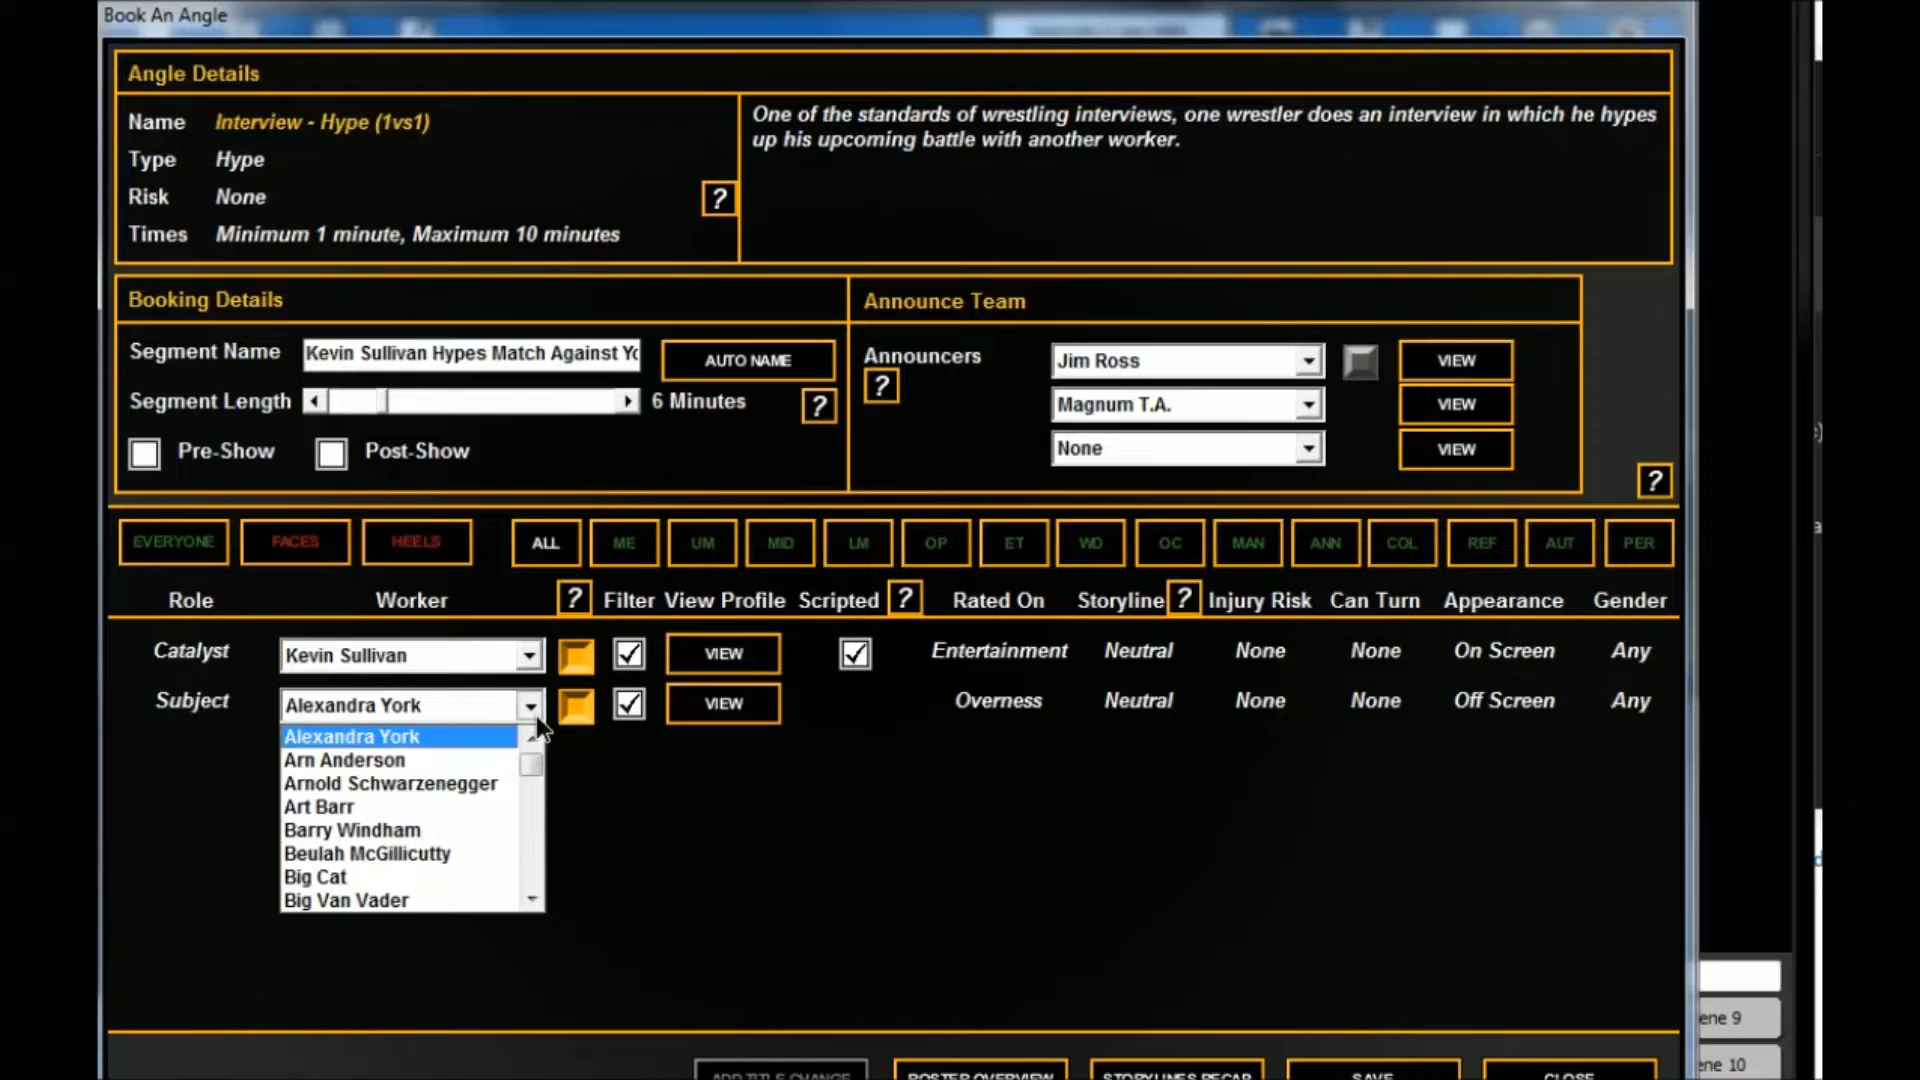 Book An Angle
Angle Details
Name Interview - Hype (1vs1)
Type Hype
Risk None
?
Times Minimum 1 minute, Maximum 10 minutes
One of the standards of wrestling interviews, one wrestler does an interview in which he hypes
up his upcoming battle with another worker.
Booking Details
Segment Name Kevin Sullivan Hypes Match Against Yo AUTO NAME
Segment Length 6 Minutes ?
Pre-Show Post-Show
Announce Team
Announcers Jim Ross VIEW
? Magnum T.A. VIEW
None VIEW
?
EVERYONE FACES HEELS ALL ME UM MID LM OP ET WD OC MAN ANN COL REF AUT PER
Role Worker ? Filter View Profile Scripted ? Rated On Storyline ? Injury Risk Can Turn Appearance Gender
Catalyst Kevin Sullivan VIEW Entertainment Neutral None None On Screen Any
Subject Alexandra York VIEW Overness Neutral None None Off Screen Any
Alexandra York
Arn Anderson
Arnold Schwarzenegger
Art Barr
Barry Windham
Beulah McGillicutty
Big Cat
Big Van Vader
ene 9
ene 10
ADD TITLE CHANGE ROSTER OVERVIEW STORYLINES RECAP SAVE CLOSE